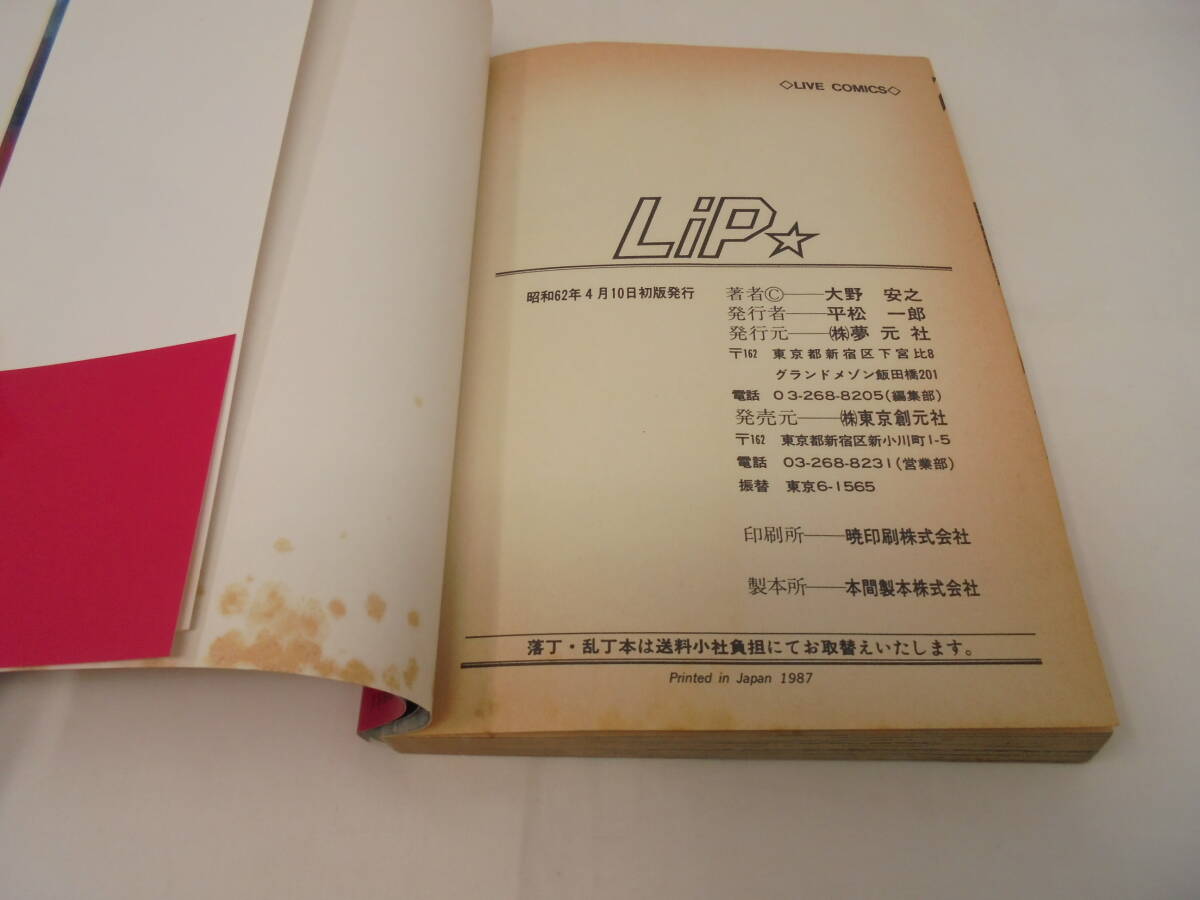 ◇LIVE COMICS◇
LiP☆
昭和62年4月10日初版発行
著者©——大野 安之
発行者——平松 一郎
発行元——㈱夢元社
〒162 東京都新宿区下宮比8
グランドメゾン飯田橋201
電話 03-268-8205(編集部)
発売元——㈱東京創元社
〒162 東京都新宿区新小川町1-5
電話 03-268-8231(営業部)
振替 東京6-1565
印刷所——暁印刷株式会社
製本所——本間製本株式会社
落丁・乱丁本は送料小社負担にてお取替えいたします。
Printed in Japan 1987